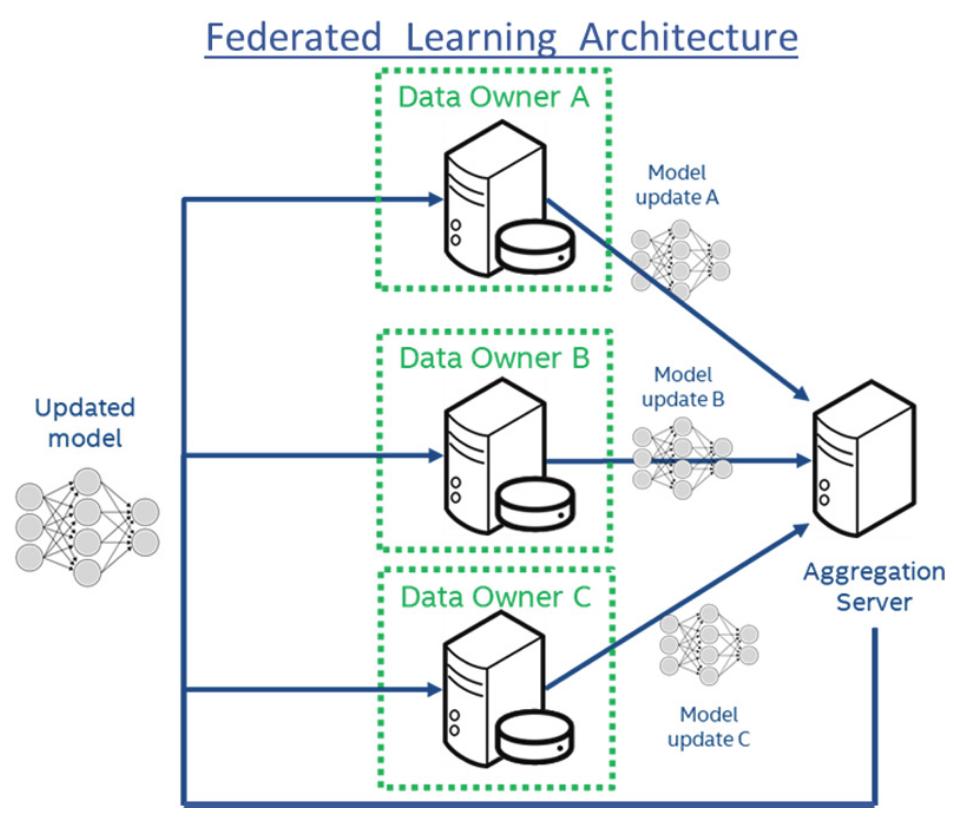 Federated Learning Architecture
Data Owner A
Model
update A
Data Owner B
Model
update B
Updated
model
Data Owner C
Aggregation
Server
Model
update C